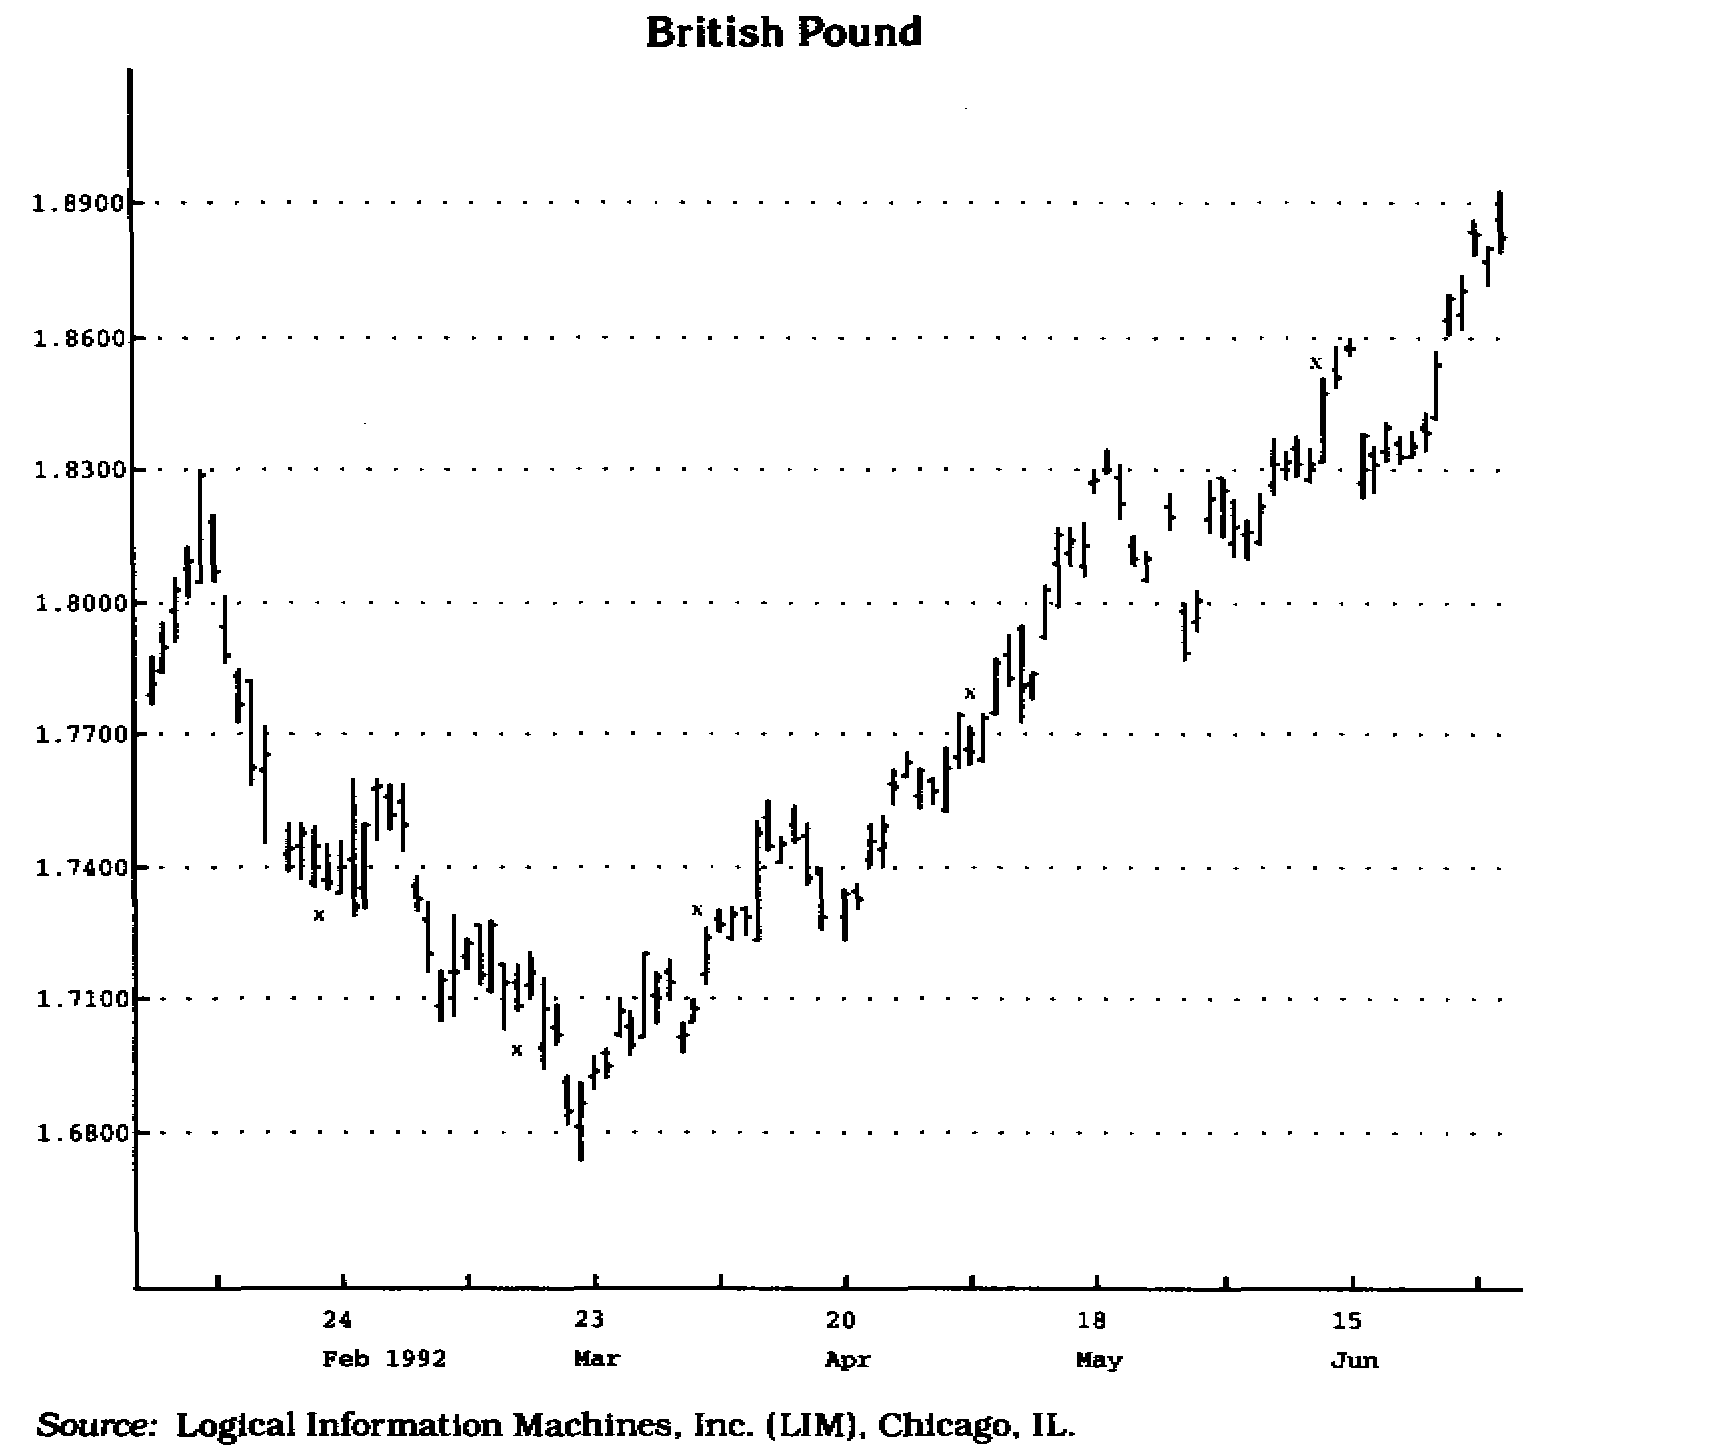 British Pound
1.8900
1.8600
x
1.8300
1.8000
x
1.7700
1.7400
x
x
1.7100
x
1.6800
24 23 20 18 15
Feb 1992 Mar Apr May Jun
Source: Logical Information Machines, Inc. (LIM), Chicago, IL.